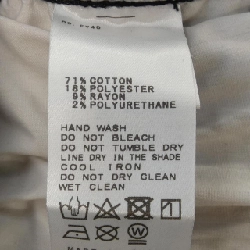 71% COTTON
18% POLYESTER
9% RAYON
2% POLYURETHANE
HAND WASH
DO NOT BLEACH
DO NOT TUMBLE DRY
LINE DRY IN THE SHADE
COOL IRON
DO NOT DRY CLEAN
WET CLEAN